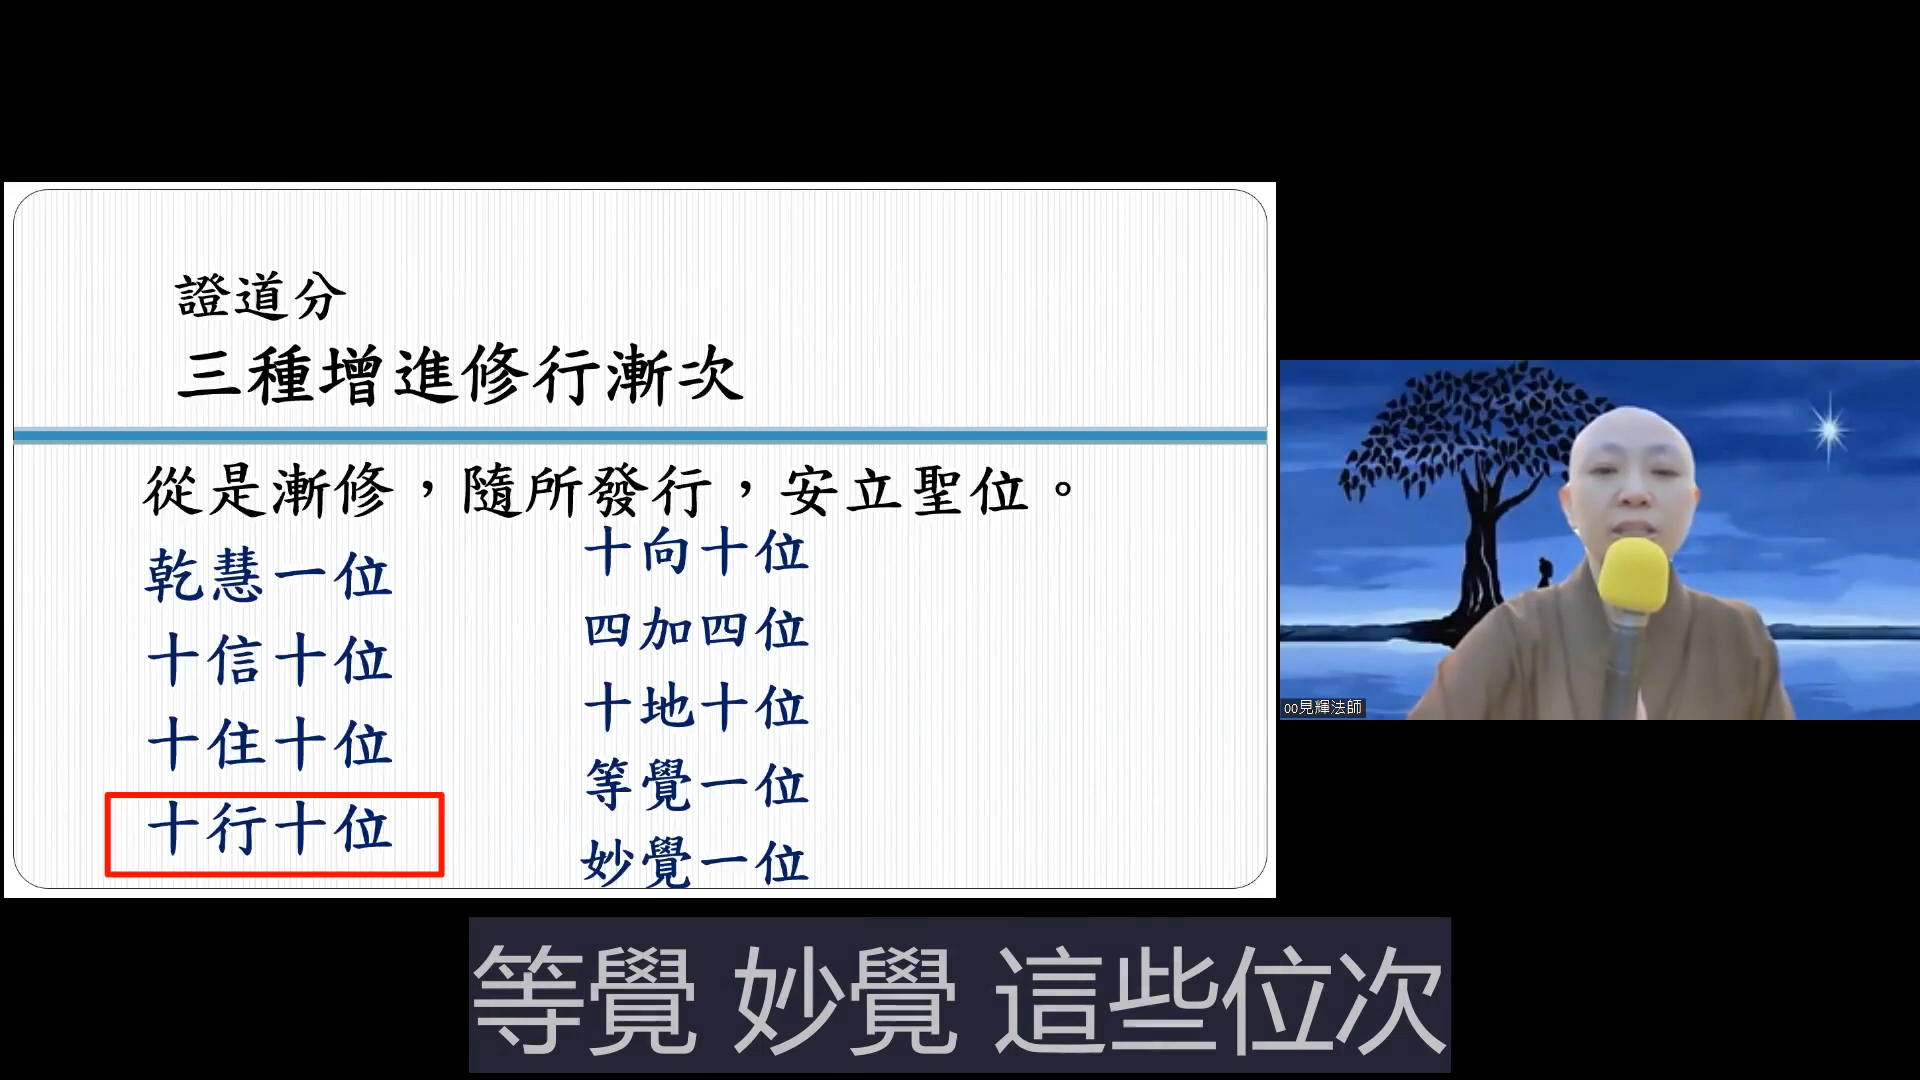 證道分
三種增進修行漸次
從是漸修，隨所發行，安立聖位。
乾慧一位
十信十位
十住十位
十行十位
十向十位
四加四位
十地十位
等覺一位
妙覺一位
oo見輝法師
等覺 妙覺 這些位次